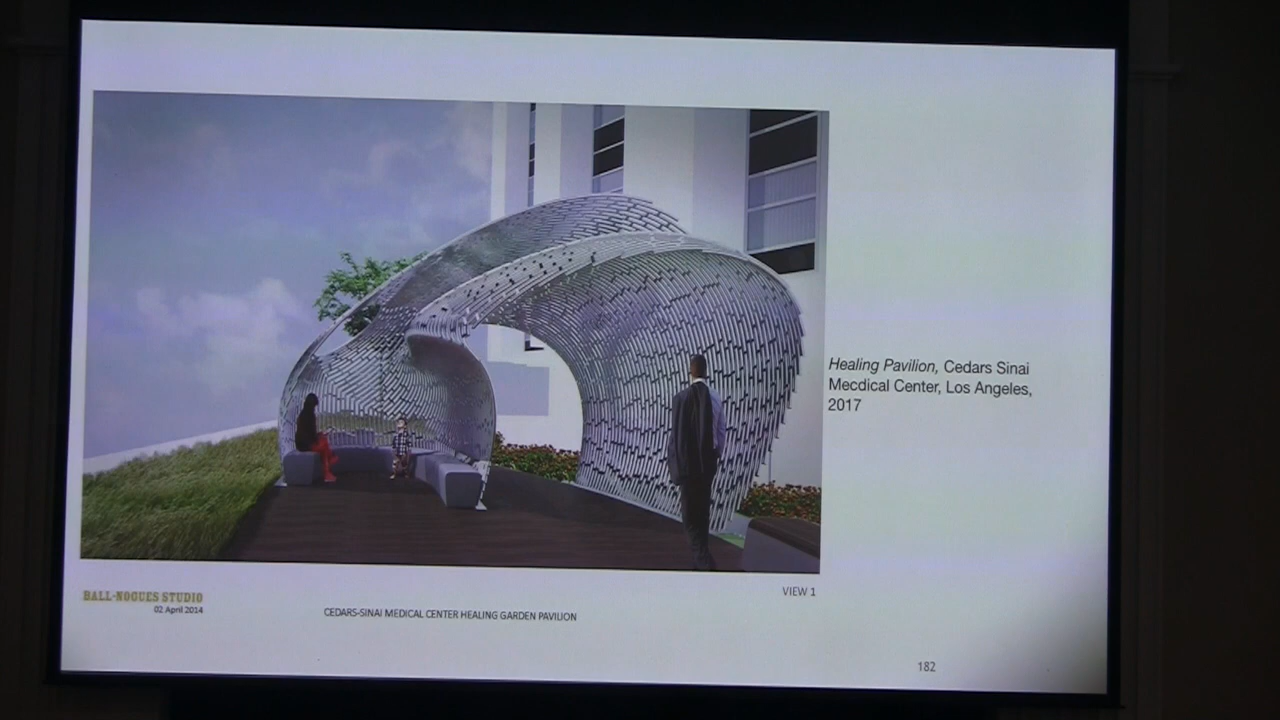 Healing Pavilion, Cedars Sinai
Mecdical Center, Los Angeles,
2017
VIEW 1
BALL-NOGUES STUDIO
02 April 2014
CEDARS-SINAI MEDICAL CENTER HEALING GARDEN PAVILION
182